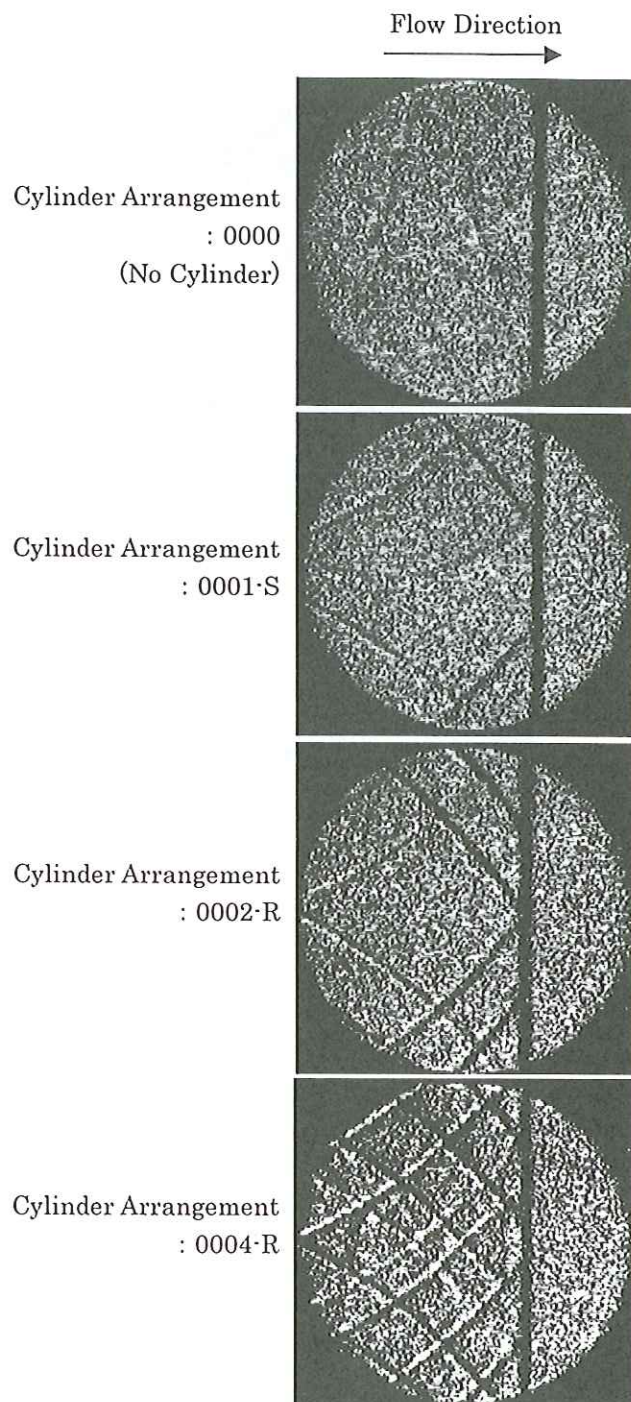 Flow Direction
Cylinder Arrangement
: 0000
(No Cylinder)
Cylinder Arrangement
: 0001-S
Cylinder Arrangement
: 0002-R
Cylinder Arrangement
: 0004-R